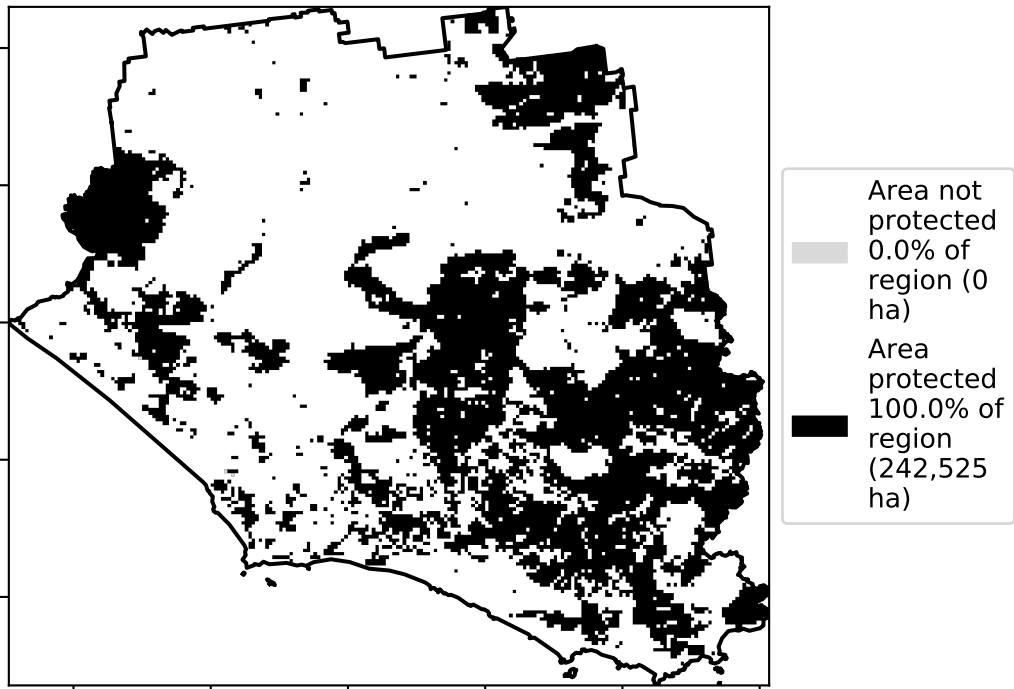 Area not
protected
0.0% of
region (0
ha)
Area
protected
100.0% of
region
(242,525
ha)